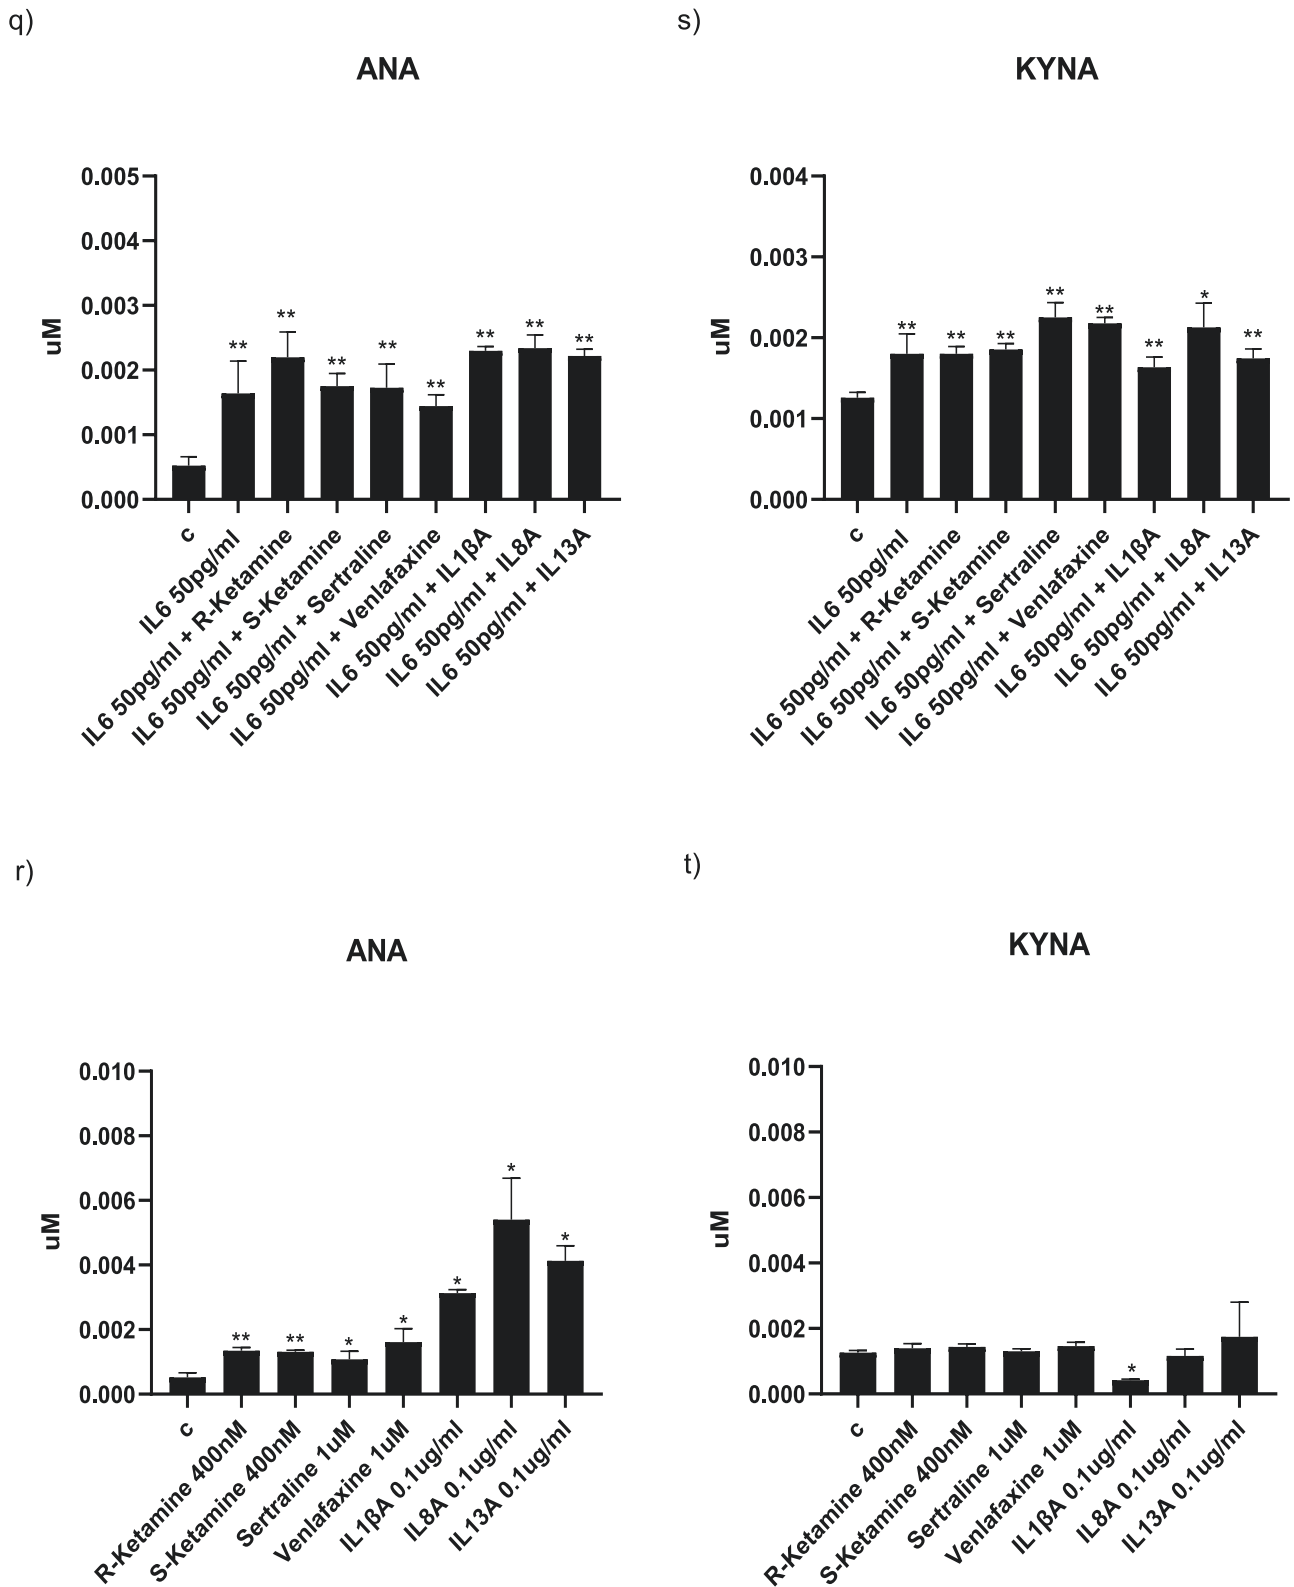 q)
ANA
0.005
0.004
0.003
0.002
0.001
0.000
uM
**
**
**
**
**
**
**
**
c
IL6 50pg/ml
IL6 50pg/ml + R-Ketamine
IL6 50pg/ml + S-Ketamine
IL6 50pg/ml + Sertraline
IL6 50pg/ml + Venlafaxine
IL6 50pg/ml + IL1βA
IL6 50pg/ml + IL8A
IL6 50pg/ml + IL13A
s)
KYNA
0.004
0.003
0.002
0.001
0.000
uM
**
**
**
**
**
**
*
**
c
IL6 50pg/ml
IL6 50pg/ml + R-Ketamine
IL6 50pg/ml + S-Ketamine
IL6 50pg/ml + Sertraline
IL6 50pg/ml + Venlafaxine
IL6 50pg/ml + IL1βA
IL6 50pg/ml + IL8A
IL6 50pg/ml + IL13A
r)
ANA
0.010
0.008
0.006
0.004
0.002
0.000
uM
**
**
*
*
*
*
*
c
R-Ketamine 400nM
S-Ketamine 400nM
Sertraline 1uM
Venlafaxine 1uM
IL1βA 0.1ug/ml
IL8A 0.1ug/ml
IL13A 0.1ug/ml
t)
KYNA
0.010
0.008
0.006
0.004
0.002
0.000
uM
*
c
R-Ketamine 400nM
S-Ketamine 400nM
Sertraline 1uM
Venlafaxine 1uM
IL1βA 0.1ug/ml
IL8A 0.1ug/ml
IL13A 0.1ug/ml